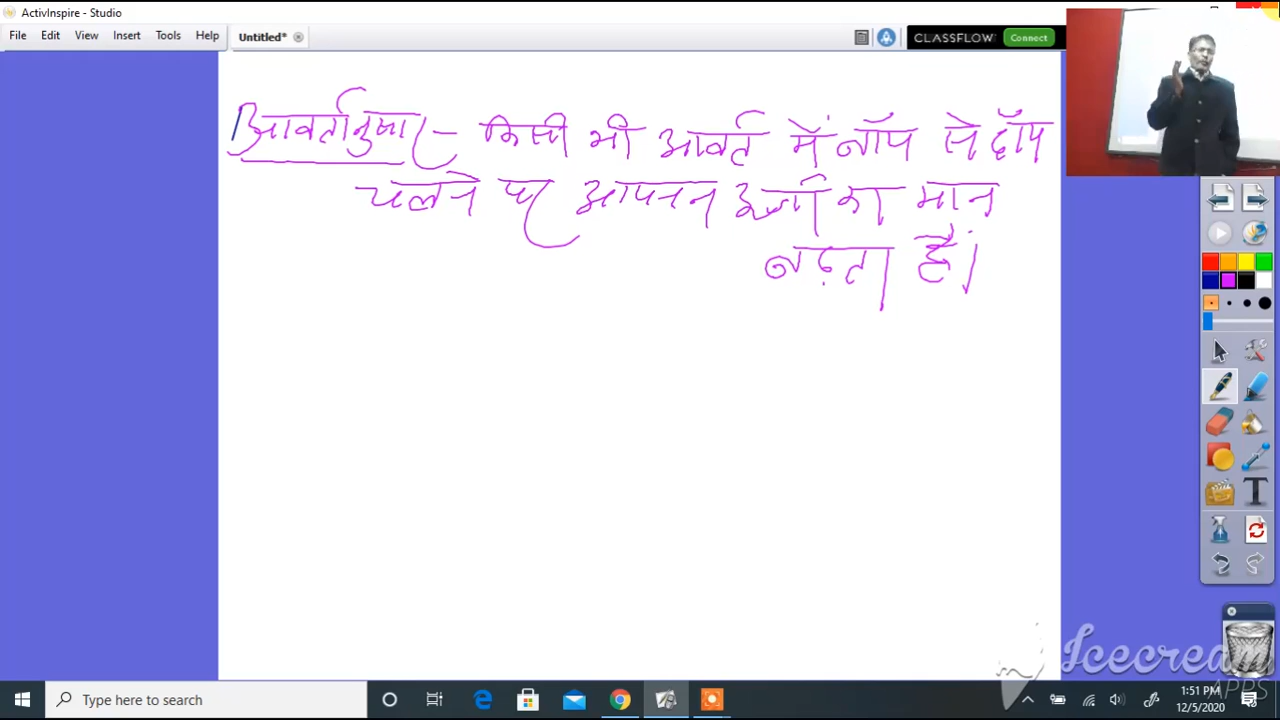 ActivInspire - Studio
File Edit View Insert Tools Help Untitled* CLASSFLOW Connect
आवर्तानुसार - किसी भी आवर्त में बाँए से दाँए
चलने पर आयनन ऊर्जा का मान
बढ़ता है।
Icecream
APPS
Type here to search
1:51 PM
12/5/2020